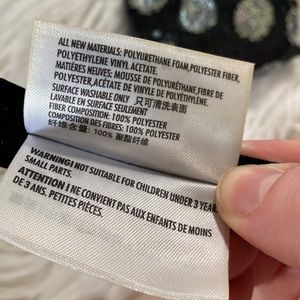 ALL NEW MATERIALS: POLYURETHANE FOAM,POLYESTER FIBER,
POLYETHYLENE VINYL ACETATE.
MATIÈRES NEUVES: MOUSSE DE POLYURÉTHANE,FIBRE DE
POLYESTER,ACÉTATE DE VINYLE DE POLYÉTHYLÈNE.
SURFACE WASHABLE ONLY 只可清洗表面
LAVABLE EN SURFACE SEULEMENT
FIBER COMPOSITION: 100% POLYESTER
COMPOSITION DES FIBRES: 100% POLYESTER
纤维含量: 100% 聚酯纤维
WARNING! NOT SUITABLE FOR CHILDREN UNDER 3 YEAR
SMALL PARTS.
ATTENTION ! NE CONVIENT PAS AUX ENFANTS DE MOINS
DE 3 ANS. PETITES PIÈCES.